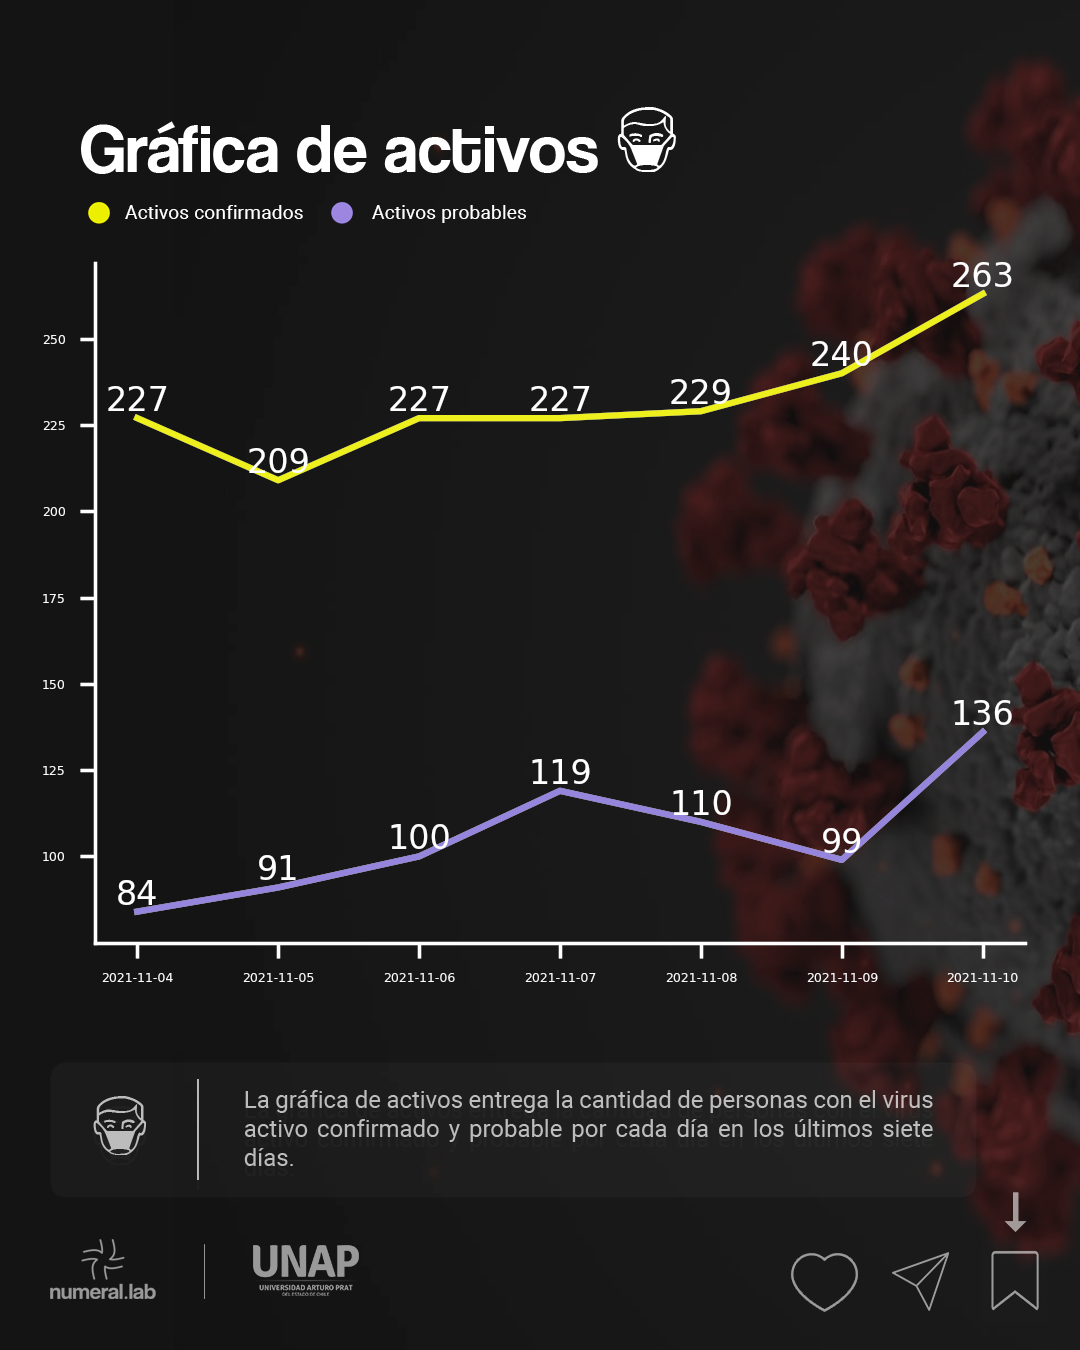 Gráfica de activos
Activos confirmados Activos probables
263
250
240
227 227 227 229
225
209
200
175
150
136
125
119
110
100
100
99
91
84
2021-11-04 2021-11-05 2021-11-06 2021-11-07 2021-11-08 2021-11-09 2021-11-10
La gráfica de activos entrega la cantidad de personas con el virus
activo confirmado y probable por cada día en los últimos siete
días.
numeral.lab
UNAP
UNIVERSIDAD ARTURO PRAT
DEL ESTADO DE CHILE